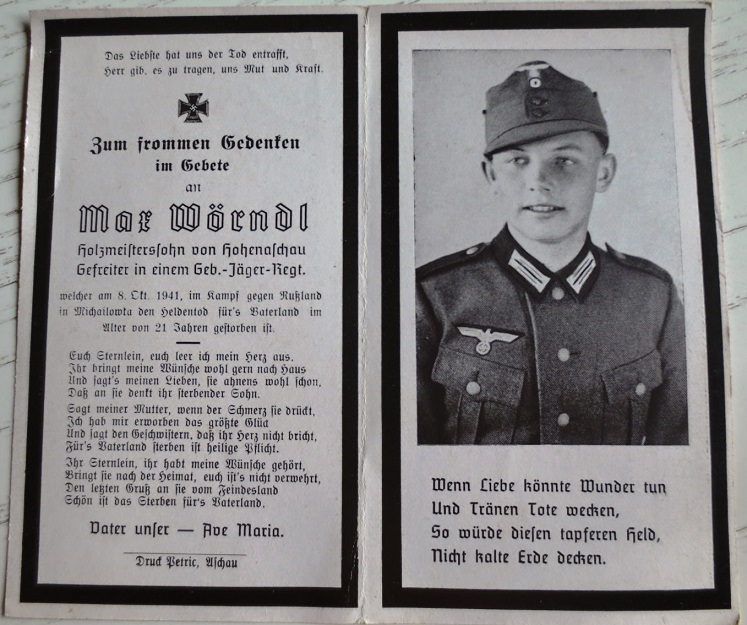 Das Liebste hat uns der Tod entrafft,
Herr gib, es zu tragen, uns Mut und Kraft.
Zum frommen Gedenken
im Gebete
an
Max Wörndl
Holzmeisterssohn von Hohenaschau
Gefreiter in einem Geb.-Jäger-Regt.
welcher am 8. Okt. 1941, im Kampf gegen Rußland
in Michailowka den Heldentod für's Vaterland im
Alter von 21 Jahren gestorben ist.
Euch Sternlein, euch leer ich mein Herz aus.
Ihr bringt meine Wünsche wohl gern nach Haus
Und sagt's meinen Lieben, sie ahnens wohl schon,
Daß an sie denkt ihr sterbender Sohn.
Sagt meiner Mutter, wenn der Schmerz sie drückt,
Ich hab mir erworben das größte Glück
Und sagt den Geschwistern, daß ihr Herz nicht bricht,
Für's Vaterland sterben ist heilige Pflicht.
Ihr Sternlein, ihr habt meine Wünsche gehört,
Bringt sie nach der Heimat, euch ist's nicht verwehrt,
Den letzten Gruß an sie vom Feindesland
Schön ist das Sterben für's Vaterland.
Vater unser — Ave Maria.
Druck Petric, Aschau
Wenn Liebe könnte Wunder tun
Und Tränen Tote wecken,
So würde diesen tapferen Held,
Nicht kalte Erde decken.